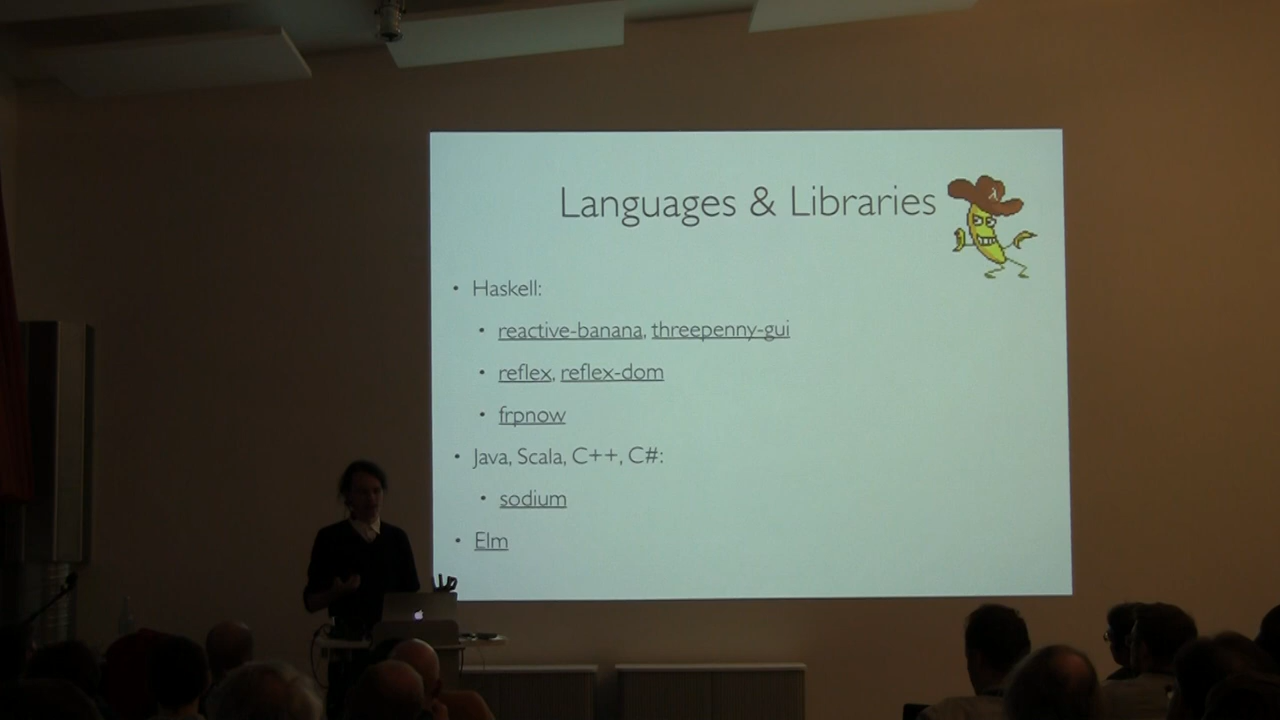 Languages & Libraries
λ
• Haskell:
• reactive-banana, threepenny-gui
• reflex, reflex-dom
• frpnow
• Java, Scala, C++, C#:
• sodium
• Elm